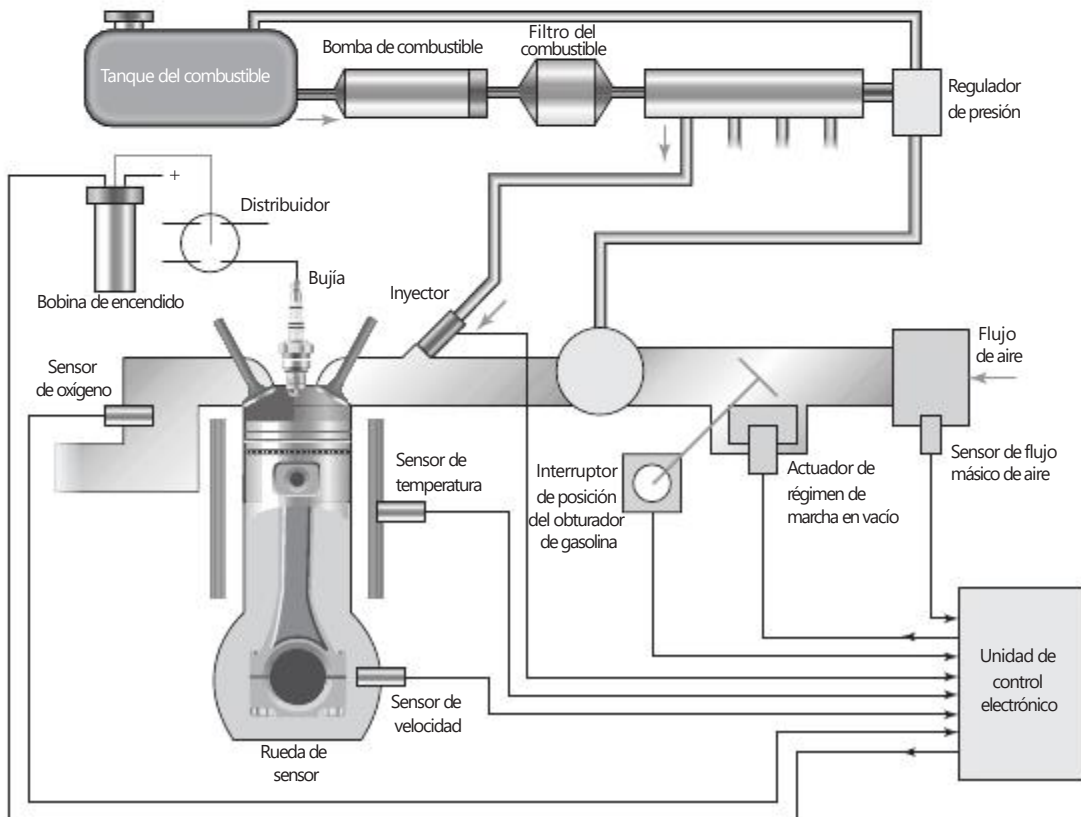 Tanque del combustible
Bomba de combustible
Filtro del
combustible
Regulador
de presión
+
Distribuidor
Bobina de encendido
Bujía
Inyector
Flujo
de aire
Sensor
de oxígeno
Sensor de
temperatura
Interruptor
de posición
del obturador
de gasolina
Actuador de
régimen de
marcha en vacío
Sensor de flujo
másico de aire
Unidad de
control
electrónico
Sensor de
velocidad
Rueda de
sensor